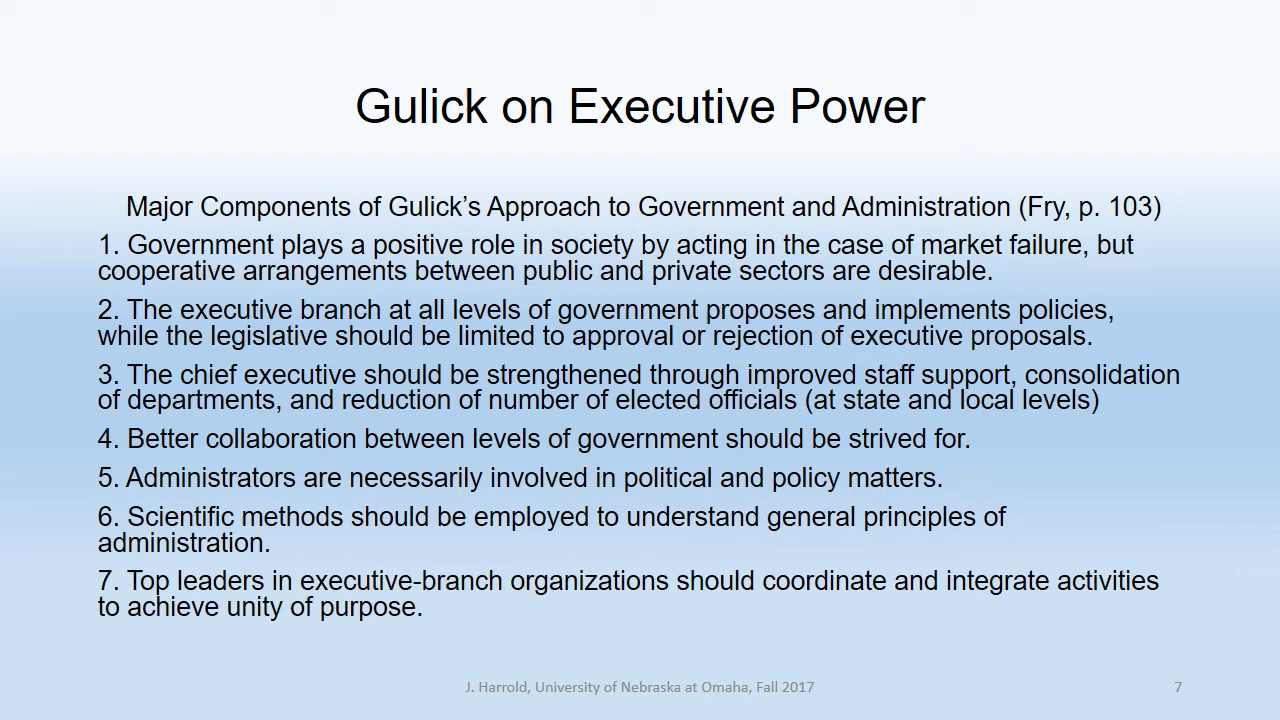 Gulick on Executive Power
Major Components of Gulick’s Approach to Government and Administration (Fry, p. 103)
1. Government plays a positive role in society by acting in the case of market failure, but
cooperative arrangements between public and private sectors are desirable.
2. The executive branch at all levels of government proposes and implements policies,
while the legislative should be limited to approval or rejection of executive proposals.
3. The chief executive should be strengthened through improved staff support, consolidation
of departments, and reduction of number of elected officials (at state and local levels)
4. Better collaboration between levels of government should be strived for.
5. Administrators are necessarily involved in political and policy matters.
6. Scientific methods should be employed to understand general principles of
administration.
7. Top leaders in executive-branch organizations should coordinate and integrate activities
to achieve unity of purpose.
J. Harrold, University of Nebraska at Omaha, Fall 2017
7